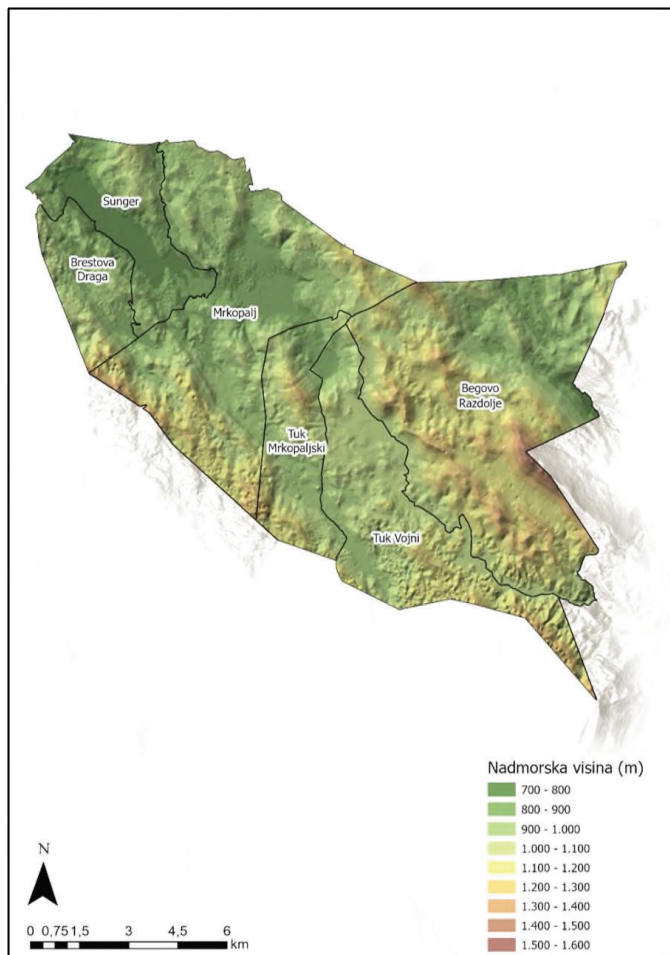 Sunger
Brestova
Draga
Mrkopalj
Begovo
Razdolje
Tuk
Mrkopaljski
Tuk Vojni
Nadmorska visina (m)
700 - 800
800 - 900
900 - 1.000
1.000 - 1.100
1.100 - 1.200
1.200 - 1.300
1.300 - 1.400
1.400 - 1.500
1.500 - 1.600
N
0 0,75 1,5 3 4,5 6
km